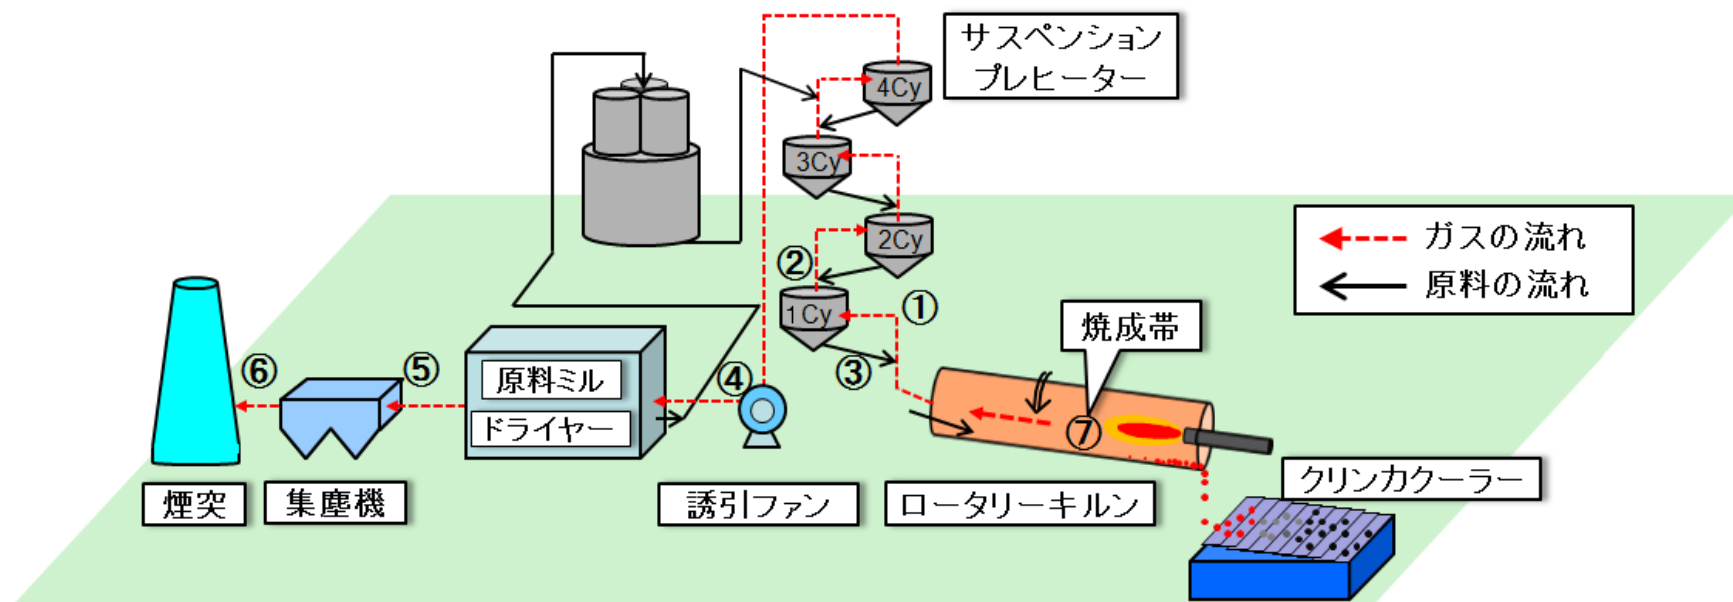 サスペンション
プレヒーター
4Cy
3Cy
2Cy
1Cy
ガスの流れ
原料の流れ
②
①
③
焼成帯
⑥
⑤
④
原料ミル
ドライヤー
⑦
煙突
集塵機
誘引ファン
ロータリーキルン
クリンカクーラー